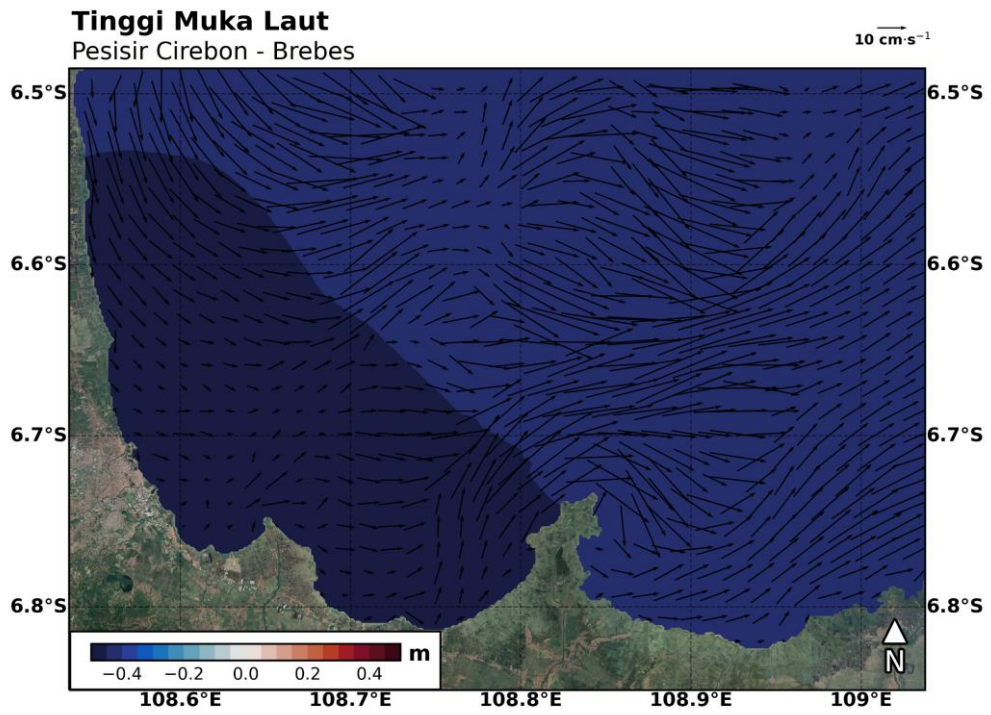 Tinggi Muka Laut
Pesisir Cirebon - Brebes
10 cm·s⁻¹
6.5°S 6.5°S
6.6°S 6.6°S
6.7°S 6.7°S
6.8°S 6.8°S
m
−0.4 −0.2 0.0 0.2 0.4
N
108.6°E 108.7°E 108.8°E 108.9°E 109°E